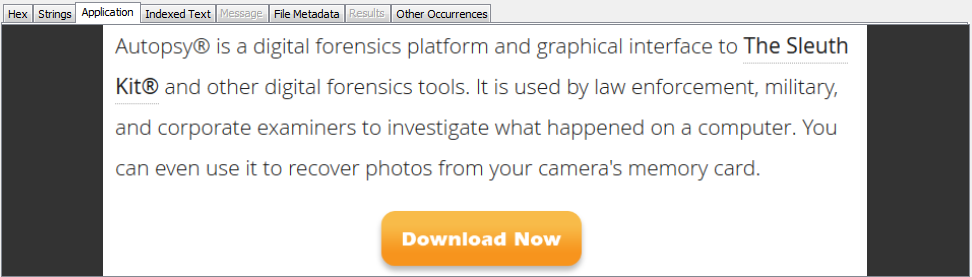 Hex Strings Application Indexed Text Message File Metadata Results Other Occurrences
Autopsy® is a digital forensics platform and graphical interface to The Sleuth
Kit® and other digital forensics tools. It is used by law enforcement, military,
and corporate examiners to investigate what happened on a computer. You
can even use it to recover photos from your camera's memory card.
Download Now